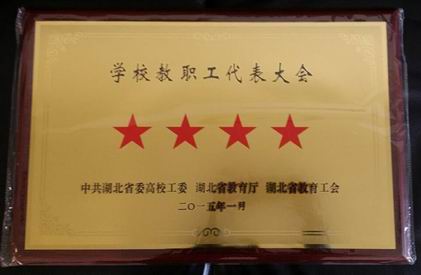 学校教职工代表大会
★★★★
中共湖北省委高校工委 湖北省教育厅 湖北省教育工会
二〇一五年一月